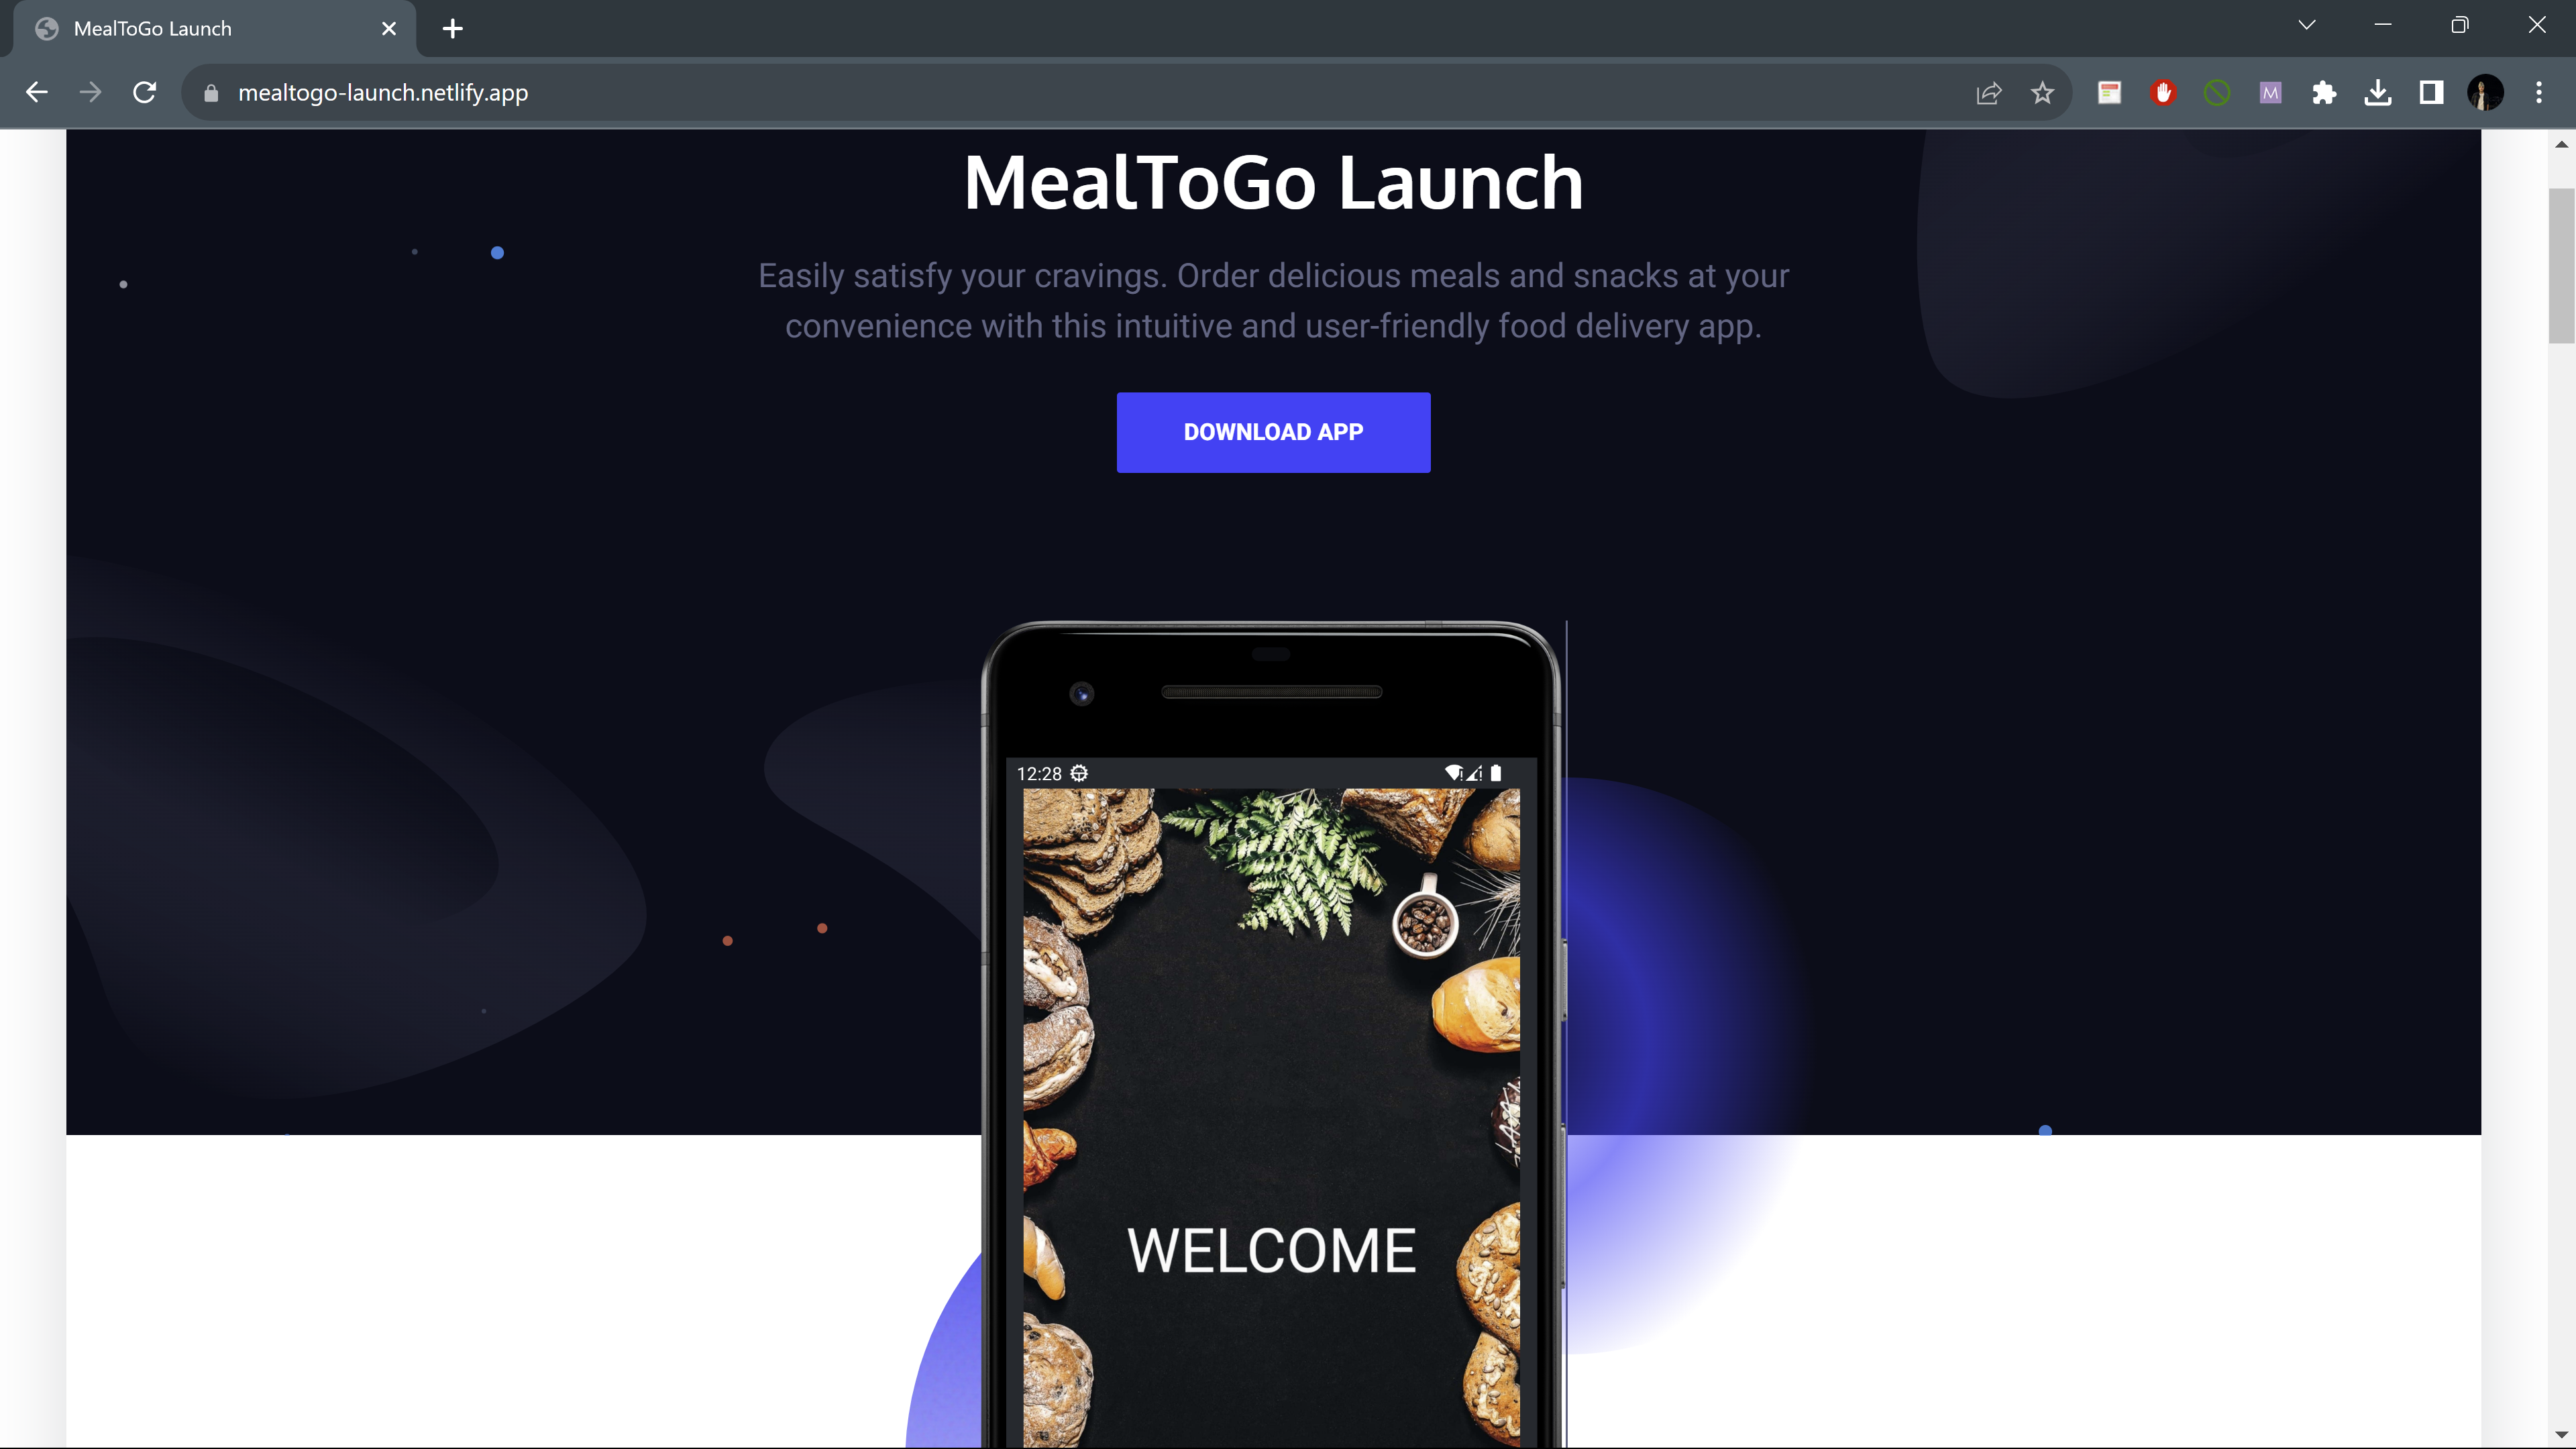 MealToGo Launch
mealtogo-launch.netlify.app
M
MealToGo Launch
Easily satisfy your cravings. Order delicious meals and snacks at your
convenience with this intuitive and user-friendly food delivery app.
DOWNLOAD APP
12:28
WELCOME